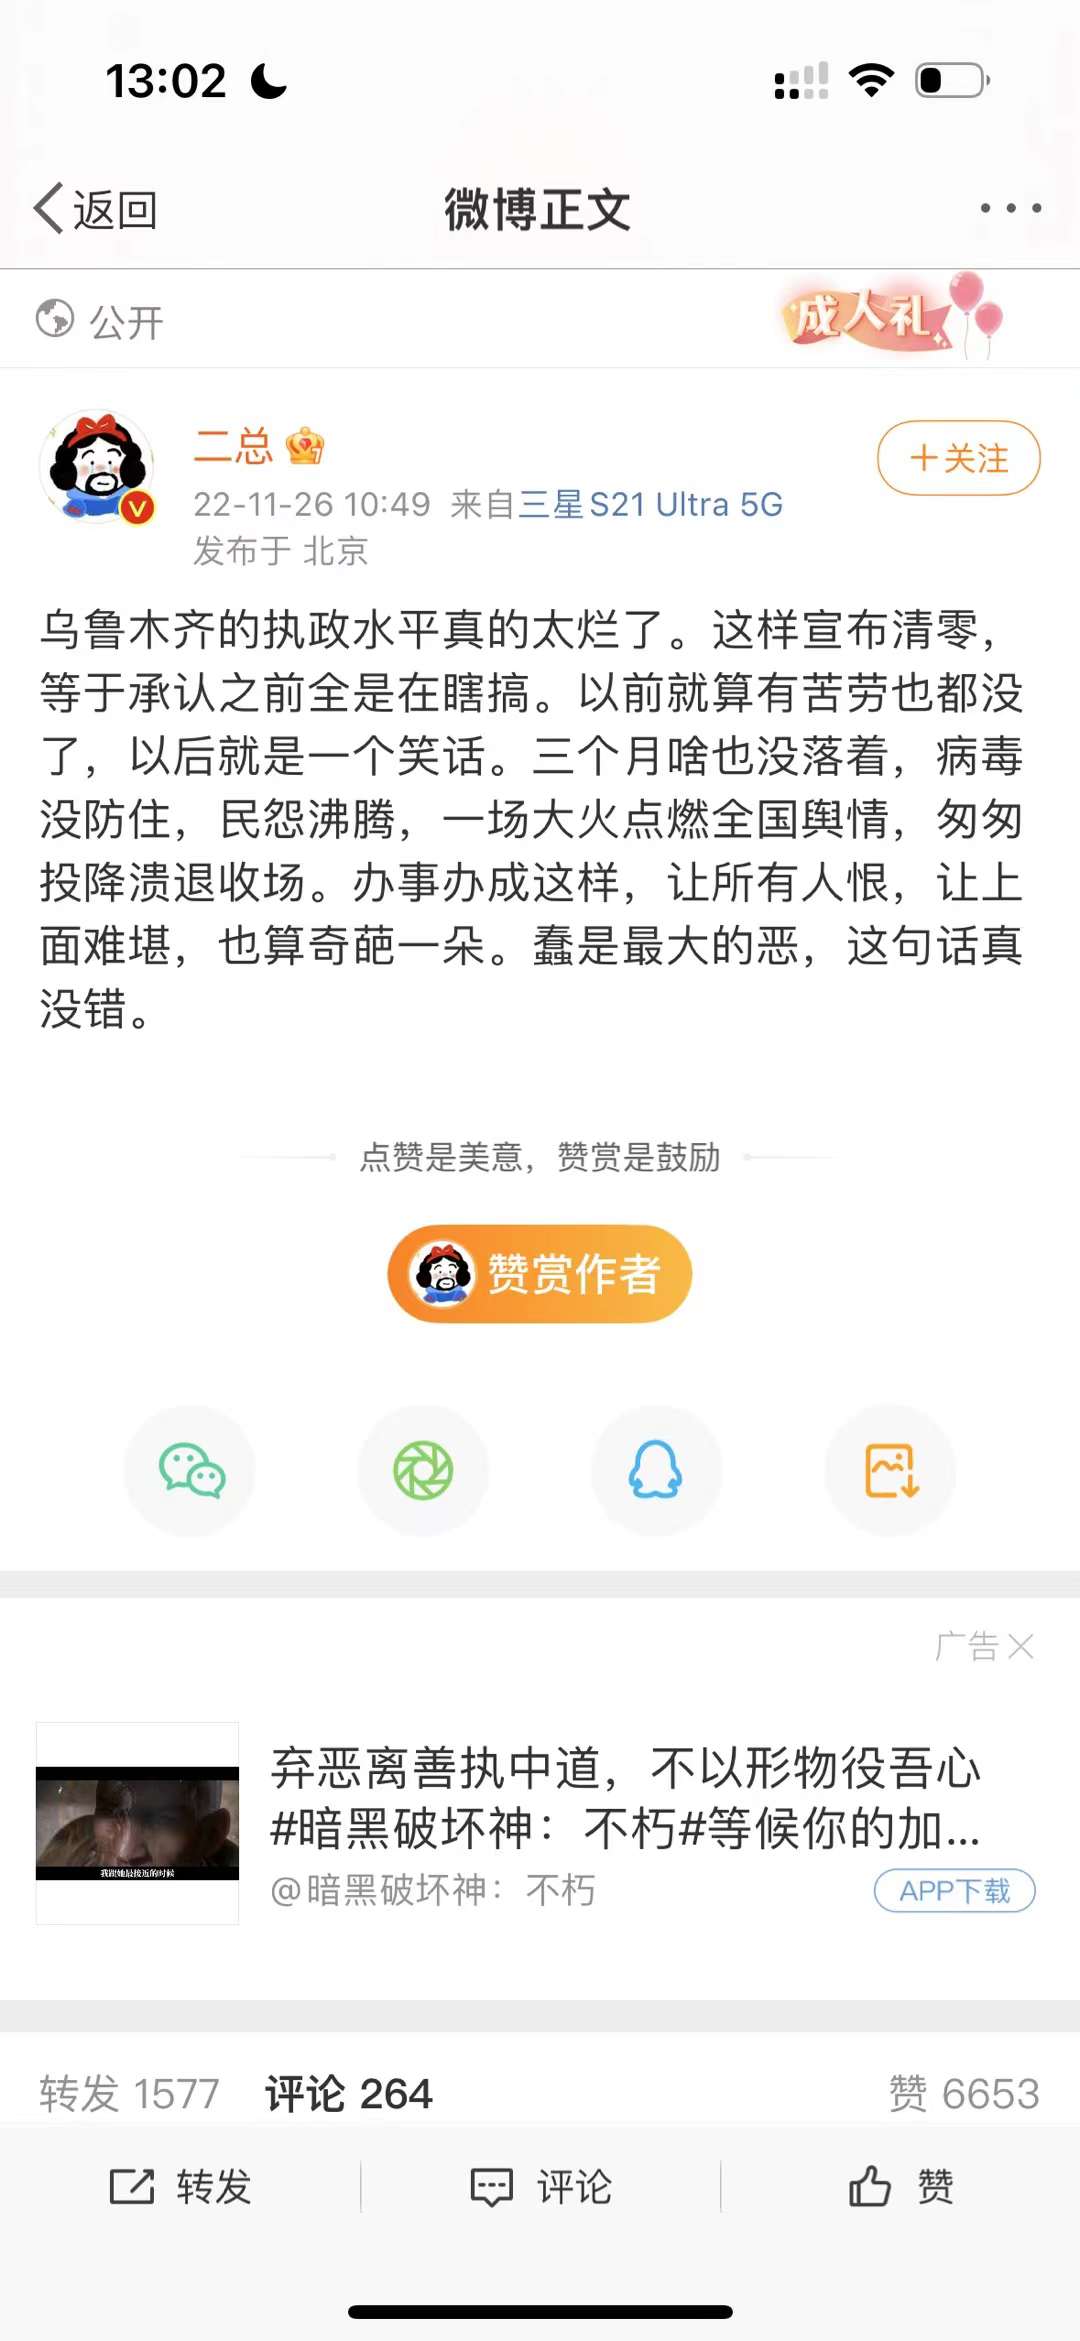 13:02
返回
微博正文
公开
成人礼
二总
22-11-26 10:49 来自三星S21 Ultra 5G
发布于 北京
+关注
乌鲁木齐的执政水平真的太烂了。这样宣布清零，
等于承认之前全是在瞎搞。以前就算有苦劳也都没
了，以后就是一个笑话。三个月啥也没落着，病毒
没防住，民怨沸腾，一场大火点燃全国舆情，匆匆
投降溃退收场。办事办成这样，让所有人恨，让上
面难堪，也算奇葩一朵。蠢是最大的恶，这句话真
没错。
点赞是美意，赞赏是鼓励
赞赏作者
广告
弃恶离善执中道，不以形物役吾心
#暗黑破坏神：不朽#等候你的加...
@暗黑破坏神：不朽
APP下载
我跟她最接近的时候
转发 1577 评论 264 赞 6653
转发 评论 赞